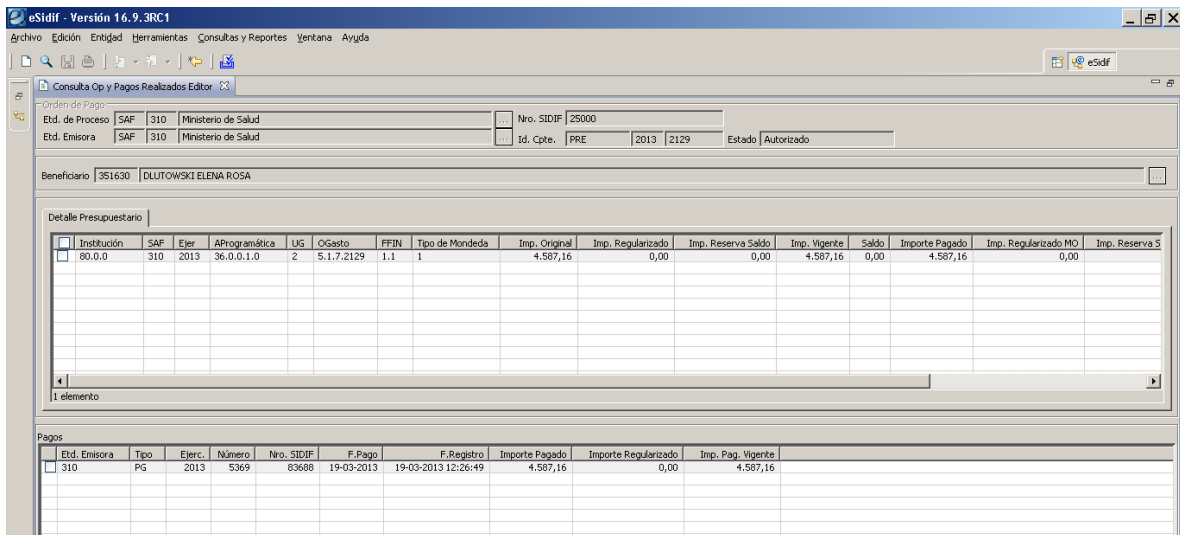 eSidif - Versión 16.9.3RC1
Archivo Edición Entidad Herramientas Consultas y Reportes Ventana Ayuda
eSidif
Consulta Op y Pagos Realizados Editor
Orden de Pago
Etd. de Proceso SAF 310 Ministerio de Salud ... Nro. SIDIF 25000
Etd. Emisora SAF 310 Ministerio de Salud ... Id. Cpte. PRE 2013 2129 Estado Autorizado
Beneficiario 351630 DLUTOWSKI ELENA ROSA ...
Detalle Presupuestario
Institución SAF Ejer AProgramática UG OGasto FFIN Tipo de Mondeda Imp. Original Imp. Regularizado Imp. Reserva Saldo Imp. Vigente Saldo Importe Pagado Imp. Regularizado MO Imp. Reserva S
80.0.0 310 2013 36.0.0.1.0 2 5.1.7.2129 1.1 1 4.587,16 0,00 0,00 4.587,16 0,00 4.587,16 0,00
1 elemento
Pagos
Etd. Emisora Tipo Ejerc. Número Nro. SIDIF F.Pago F.Registro Importe Pagado Importe Regularizado Imp. Pag. Vigente
310 PG 2013 5369 83688 19-03-2013 19-03-2013 12:26:49 4.587,16 0,00 4.587,16